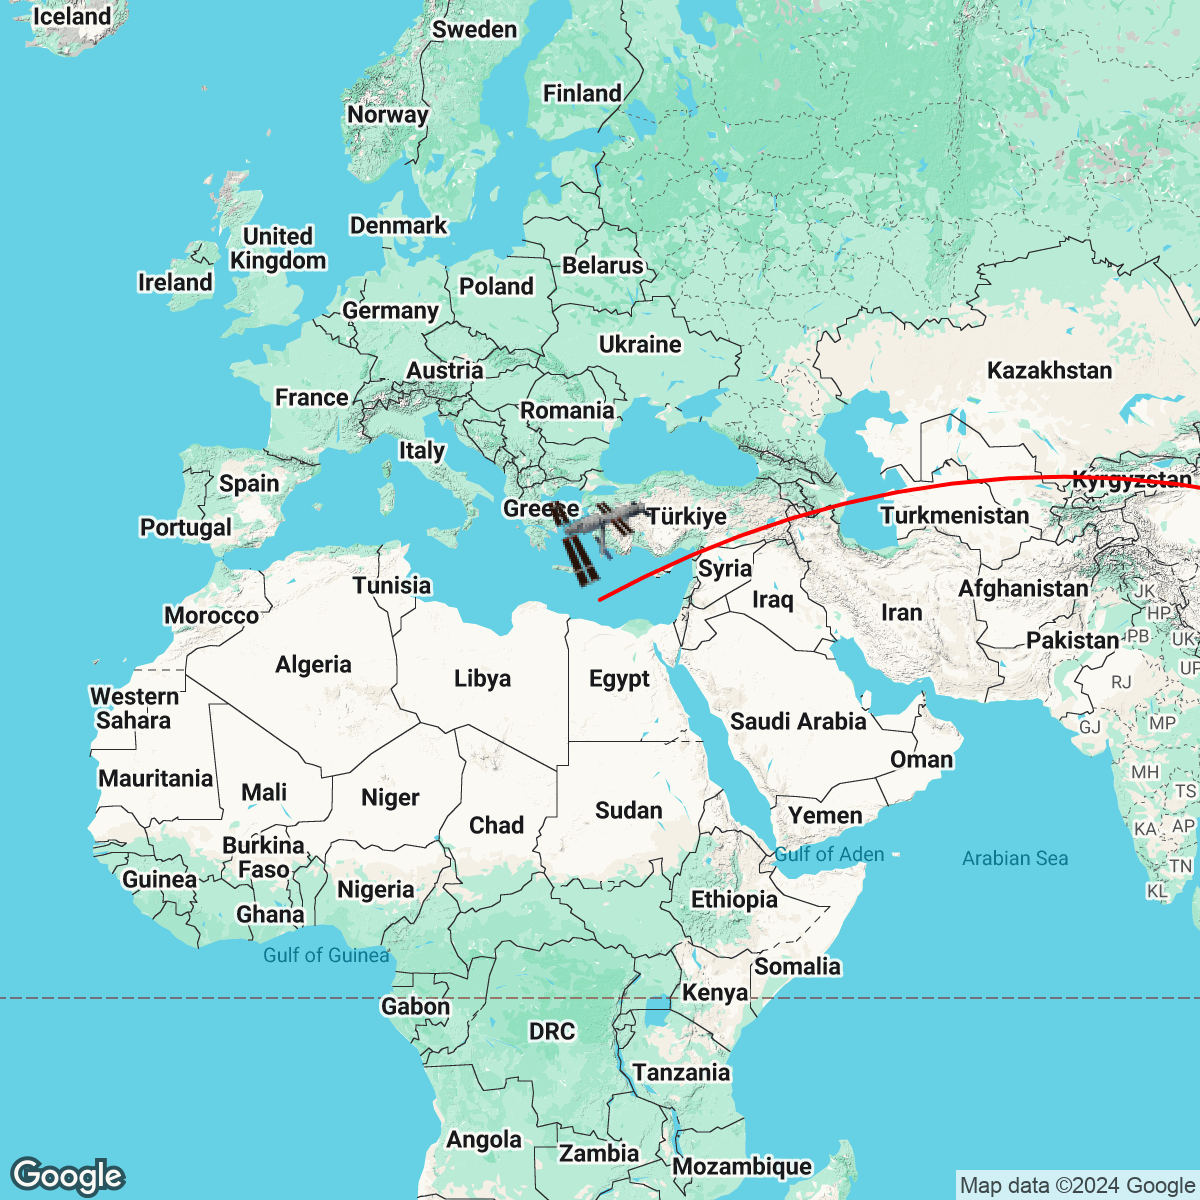 Iceland
Sweden
Finland
Norway
Denmark
United
Kingdom
Ireland
Belarus
Poland
Germany
Ukraine
Austria
Kazakhstan
France
Romania
Italy
Spain
Kyrgyzstan
Greece
Türkiye
Turkmenistan
Portugal
Syria
Tunisia
Afghanistan
JK
Iraq
Iran
HP
Morocco
Pakistan
PB
UK
Algeria
Libya
Egypt
UP
RJ
Western
Sahara
Saudi Arabia
GJ
MP
Oman
Mauritania
Mali
Niger
MH
TS
Sudan
Yemen
Chad
KA
AP
Burkina
Faso
Gulf of Aden
Arabian Sea
TN
Guinea
Nigeria
KL
Ethiopia
Ghana
Gulf of Guinea
Somalia
Kenya
Gabon
DRC
Tanzania
Angola
Zambia
Mozambique
Google
Map data ©2024 Google